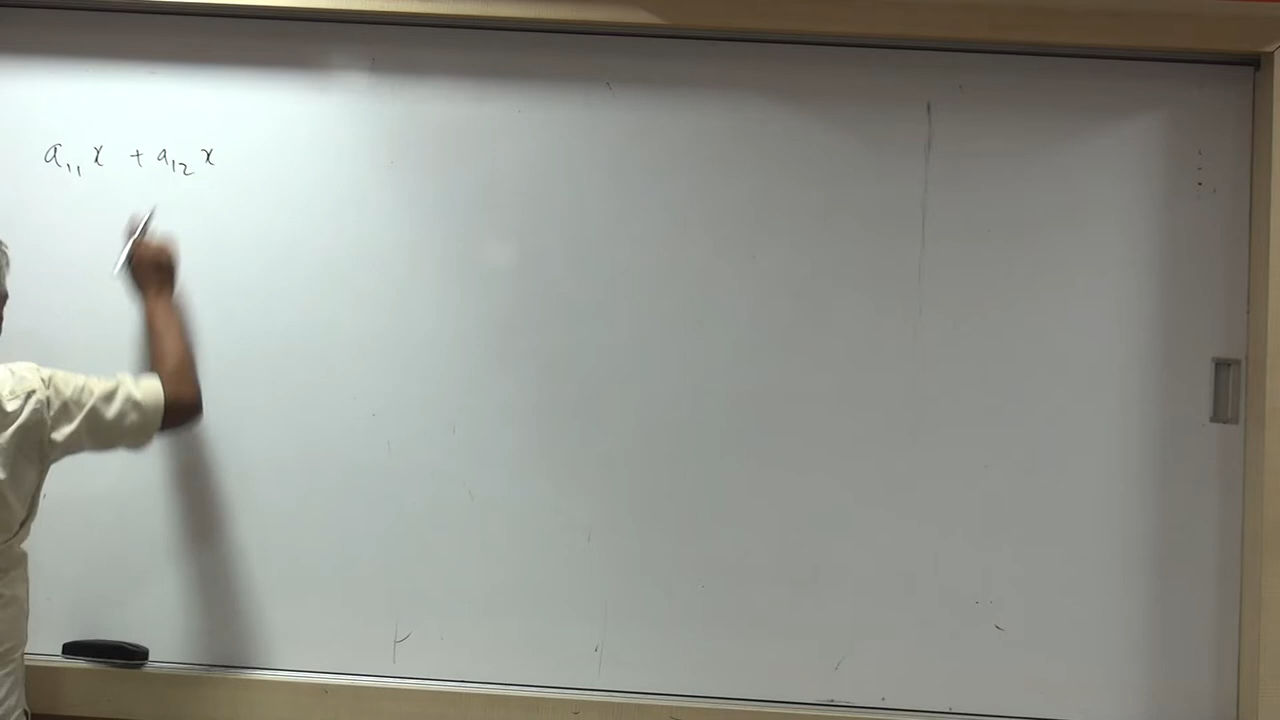 a₁₁ x + a₁₂ x